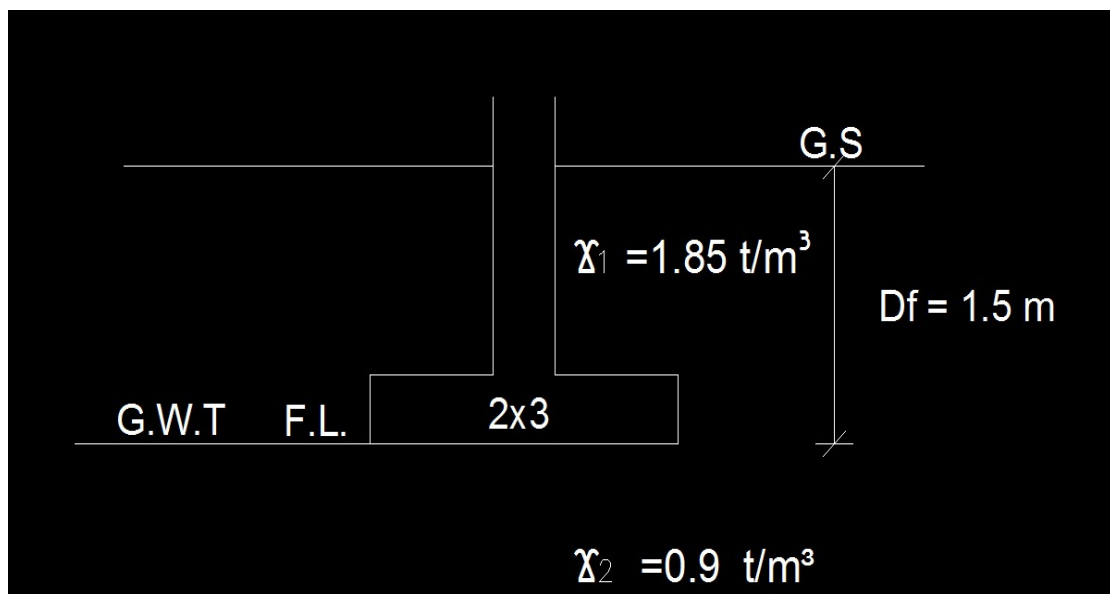 G.S
ɣ1 =1.85 t/m³
Df = 1.5 m
G.W.T F.L. 2x3
ɣ2 =0.9 t/m³